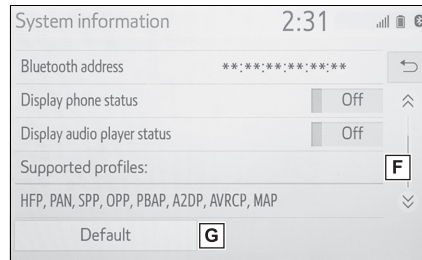 System information 2:31
Bluetooth address **:**:**:**:**:**
Display phone status Off
Display audio player status Off
Supported profiles:
F
HFP, PAN, SPP, OPP, PBAP, A2DP, AVRCP, MAP
Default G